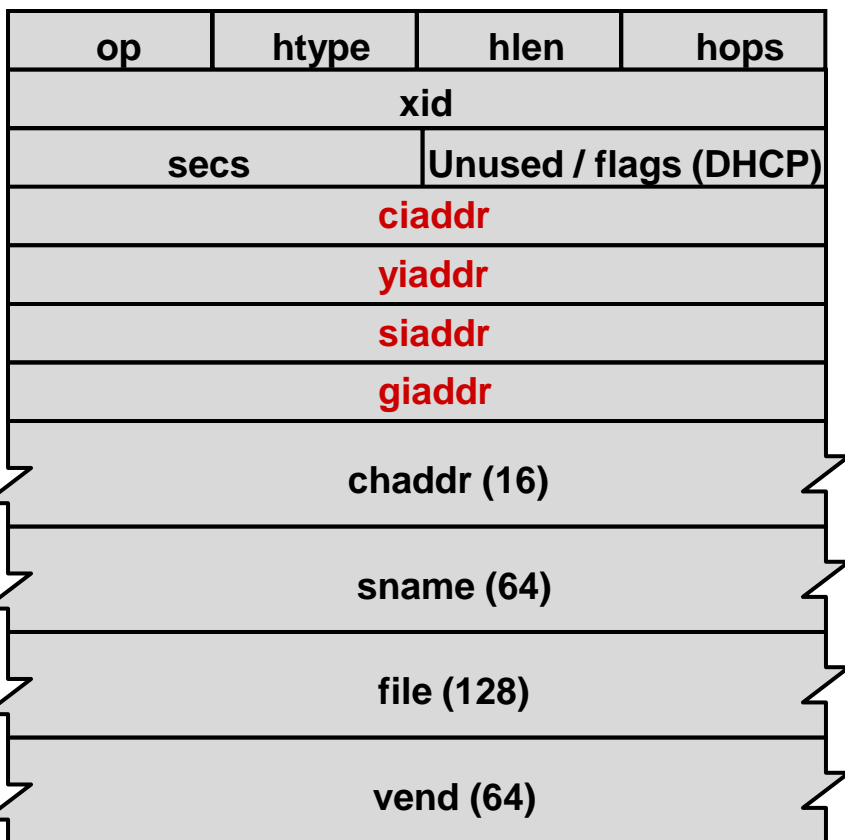 op htype hlen hops
xid
secs Unused / flags (DHCP)
ciaddr
yiaddr
siaddr
giaddr
chaddr (16)
sname (64)
file (128)
vend (64)